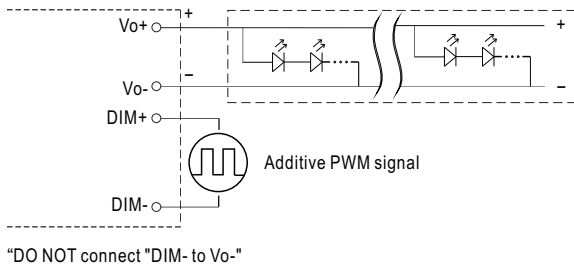 Vo+ + +
Vo- – –
DIM+
Additive PWM signal
DIM-
“DO NOT connect "DIM- to Vo-"